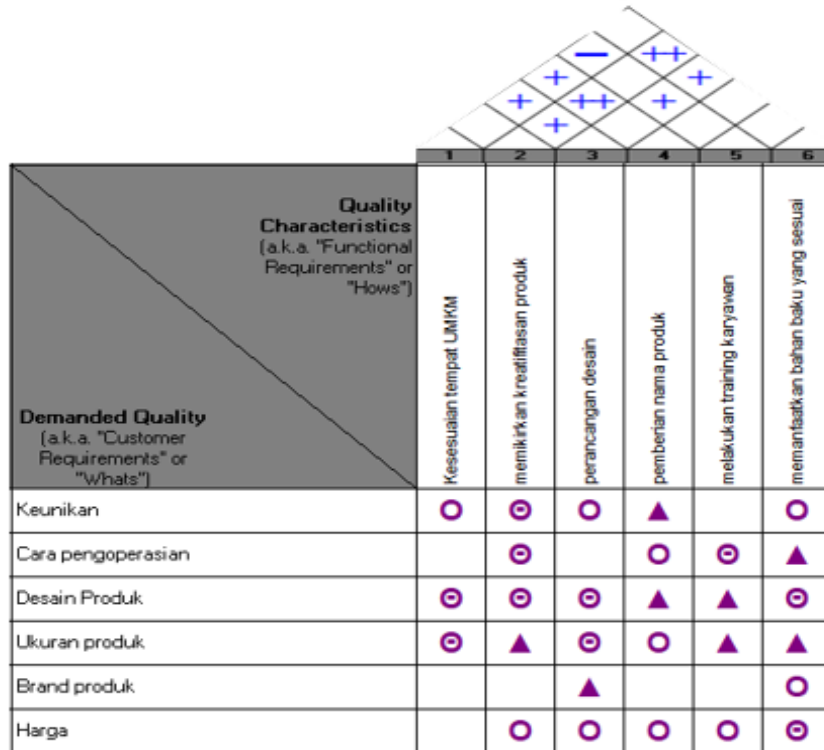 − ++
+ +
+ ++ +
+
1 2 3 4 5 6
Quality
Characteristics
(a.k.a. "Functional
Requirements" or
"Hows")
Demanded Quality
(a.k.a. "Customer
Requirements" or
"Whats")
Kesesuaian tempat UMKM
memikirkan kreatifitasan produk
perancangan desain
pemberian nama produk
melakukan training karyawan
memanfaatkan bahan baku yang sesuai
Keunikan
Cara pengoperasian
Desain Produk
Ukuran produk
Brand produk
Harga